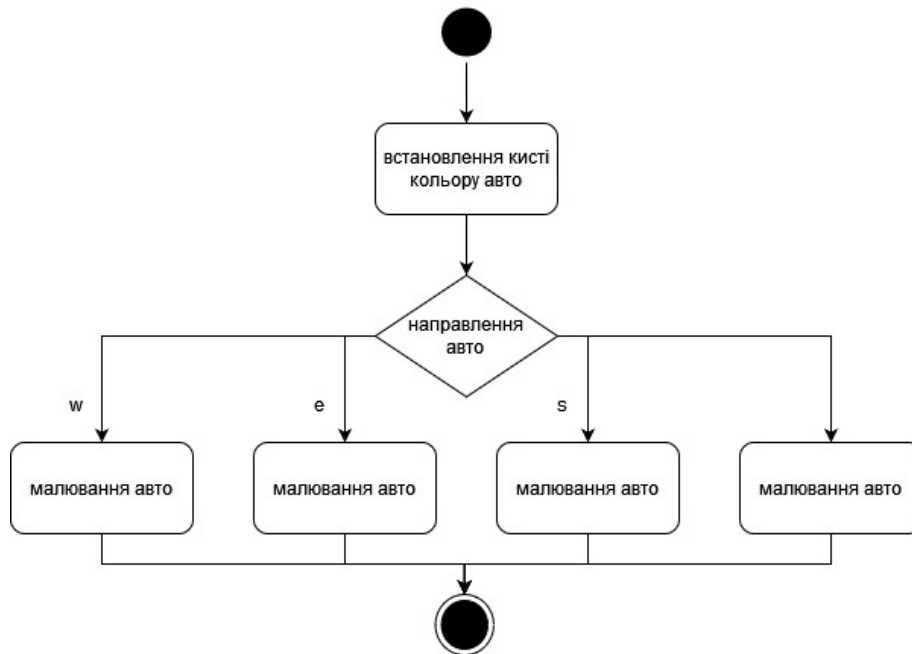 встановлення кисті
кольору авто
направлення
авто
w
e
s
малювання авто
малювання авто
малювання авто
малювання авто